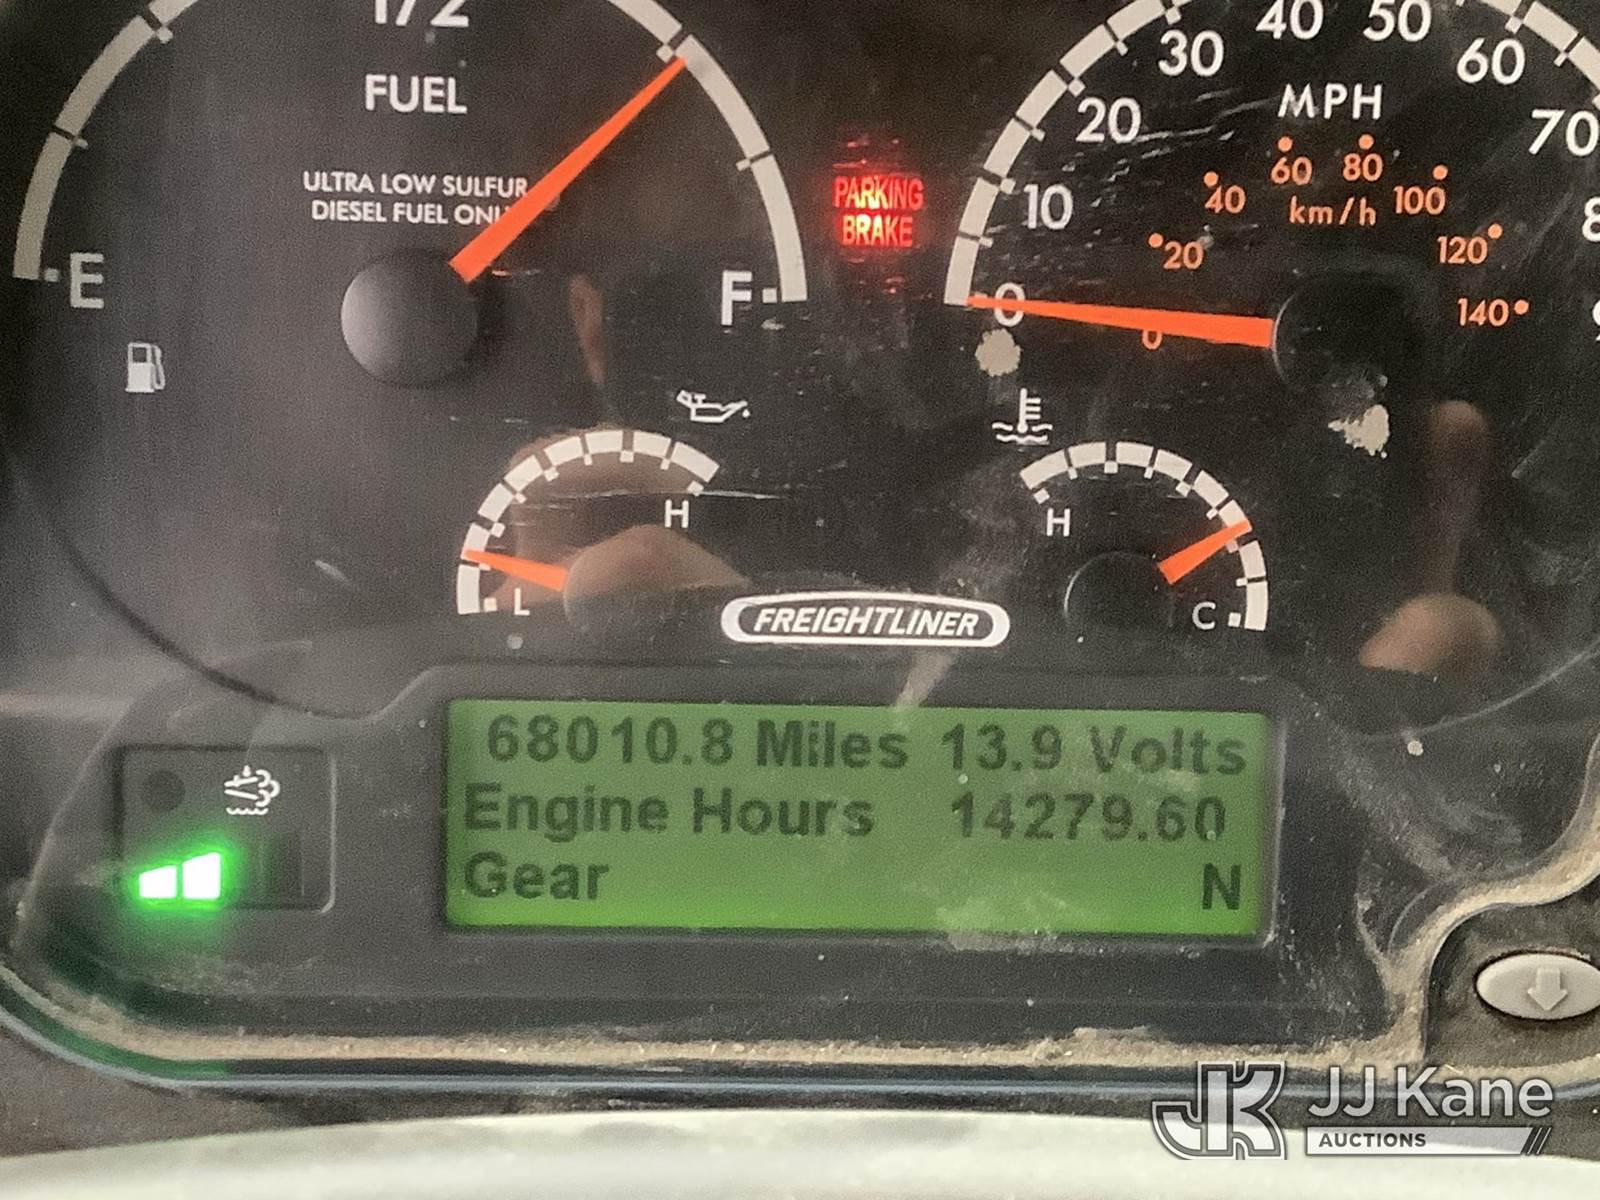 1/2
FUEL
ULTRA LOW SULFUR
DIESEL FUEL
E
F
PARKING
BRAKE
0
10
20
30
40
50
60
70
MPH
20
40
60
80
100
120
140
km/h
0
L
H
H
C
FREIGHTLINER
68010.8 Miles 13.9 Volts
Engine Hours 14279.60
Gear N
JK JJ Kane
AUCTIONS